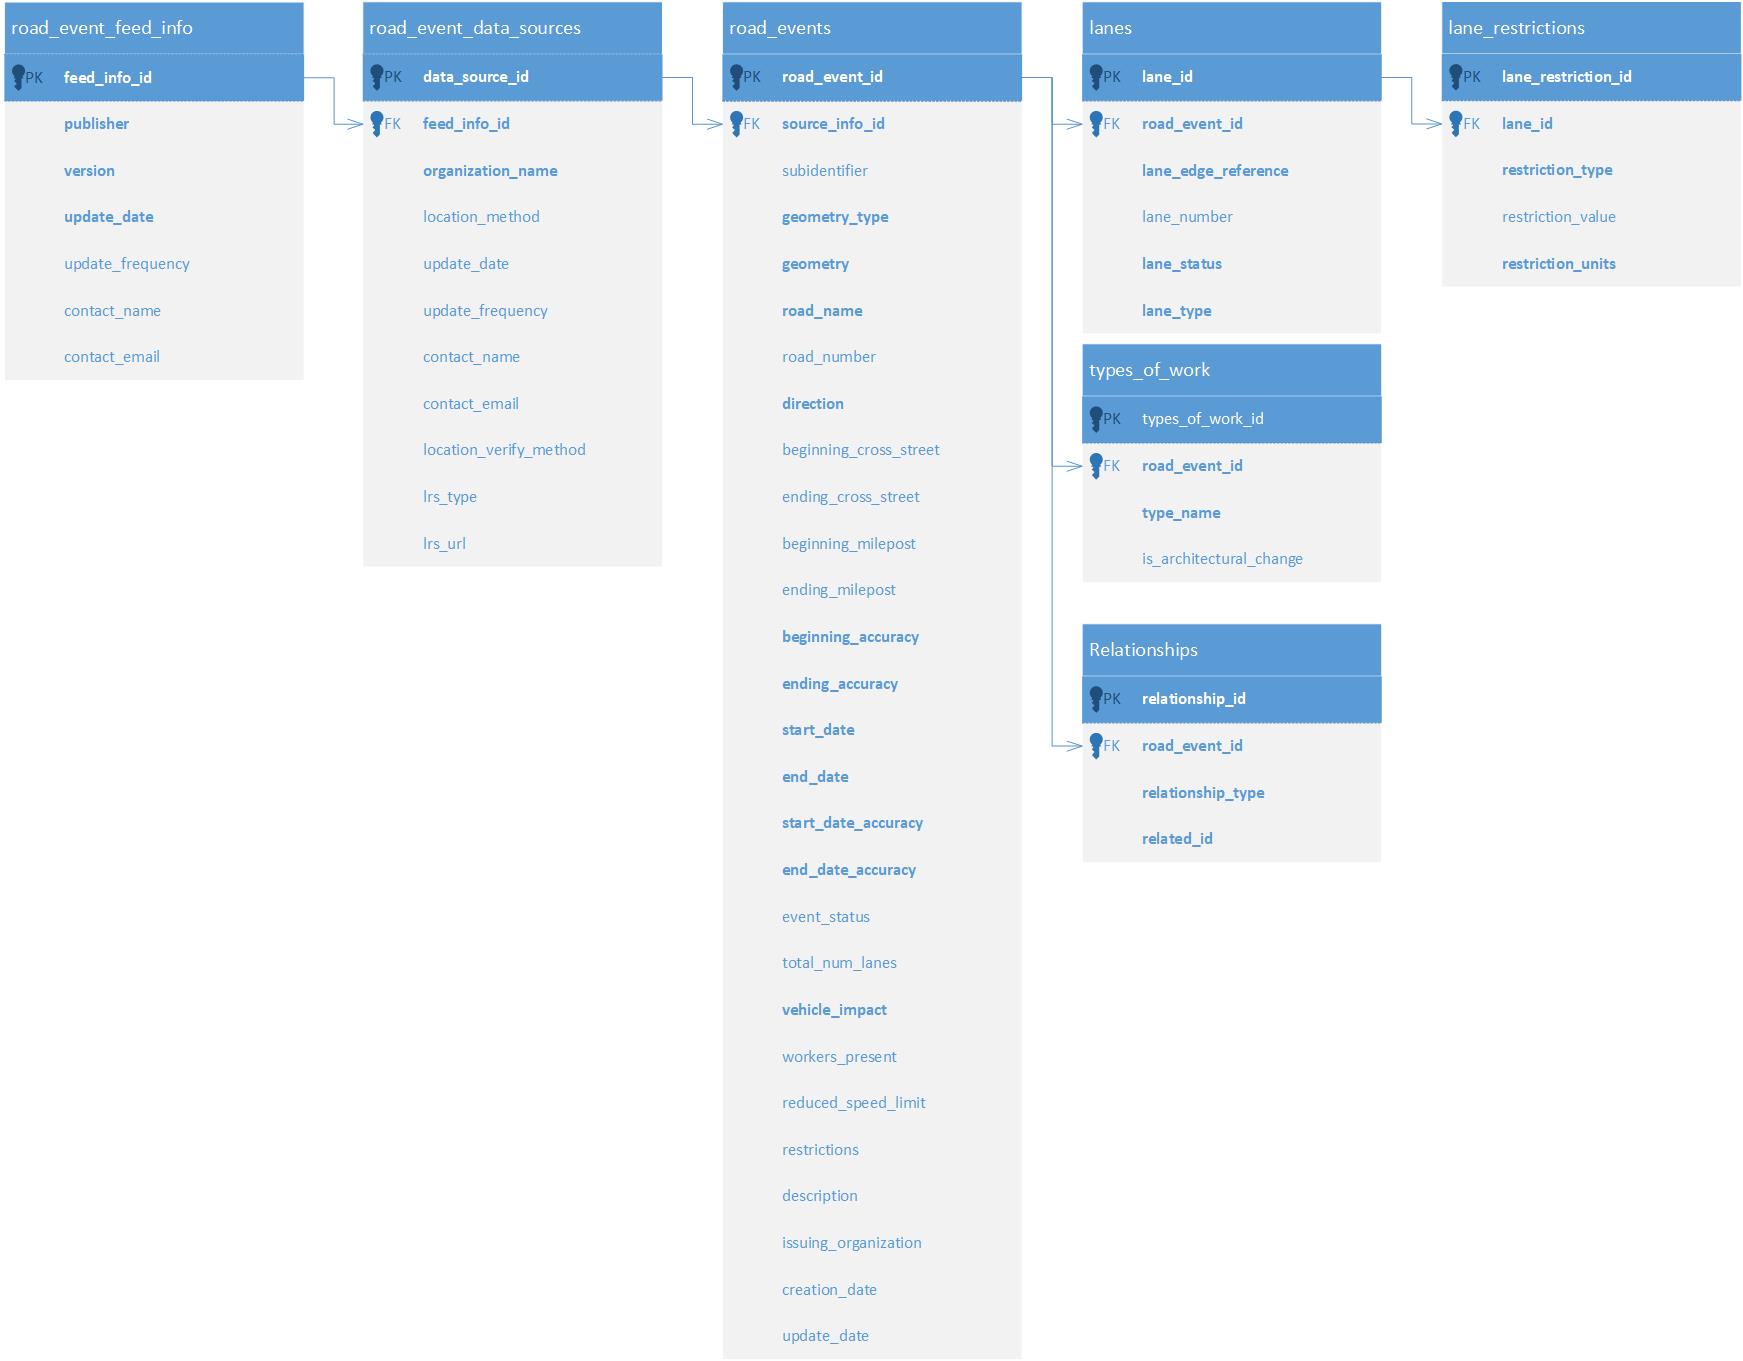 road_event_feed_info
PK feed_info_id
publisher
version
update_date
update_frequency
contact_name
contact_email
road_event_data_sources
PK data_source_id
FK feed_info_id
organization_name
location_method
update_date
update_frequency
contact_name
contact_email
location_verify_method
lrs_type
lrs_url
road_events
PK road_event_id
FK source_info_id
subidentifier
geometry_type
geometry
road_name
road_number
direction
beginning_cross_street
ending_cross_street
beginning_milepost
ending_milepost
beginning_accuracy
ending_accuracy
start_date
end_date
start_date_accuracy
end_date_accuracy
event_status
total_num_lanes
vehicle_impact
workers_present
reduced_speed_limit
restrictions
description
issuing_organization
creation_date
update_date
lanes
PK lane_id
FK road_event_id
lane_edge_reference
lane_number
lane_status
lane_type
types_of_work
PK types_of_work_id
FK road_event_id
type_name
is_architectural_change
Relationships
PK relationship_id
FK road_event_id
relationship_type
related_id
lane_restrictions
PK lane_restriction_id
FK lane_id
restriction_type
restriction_value
restriction_units